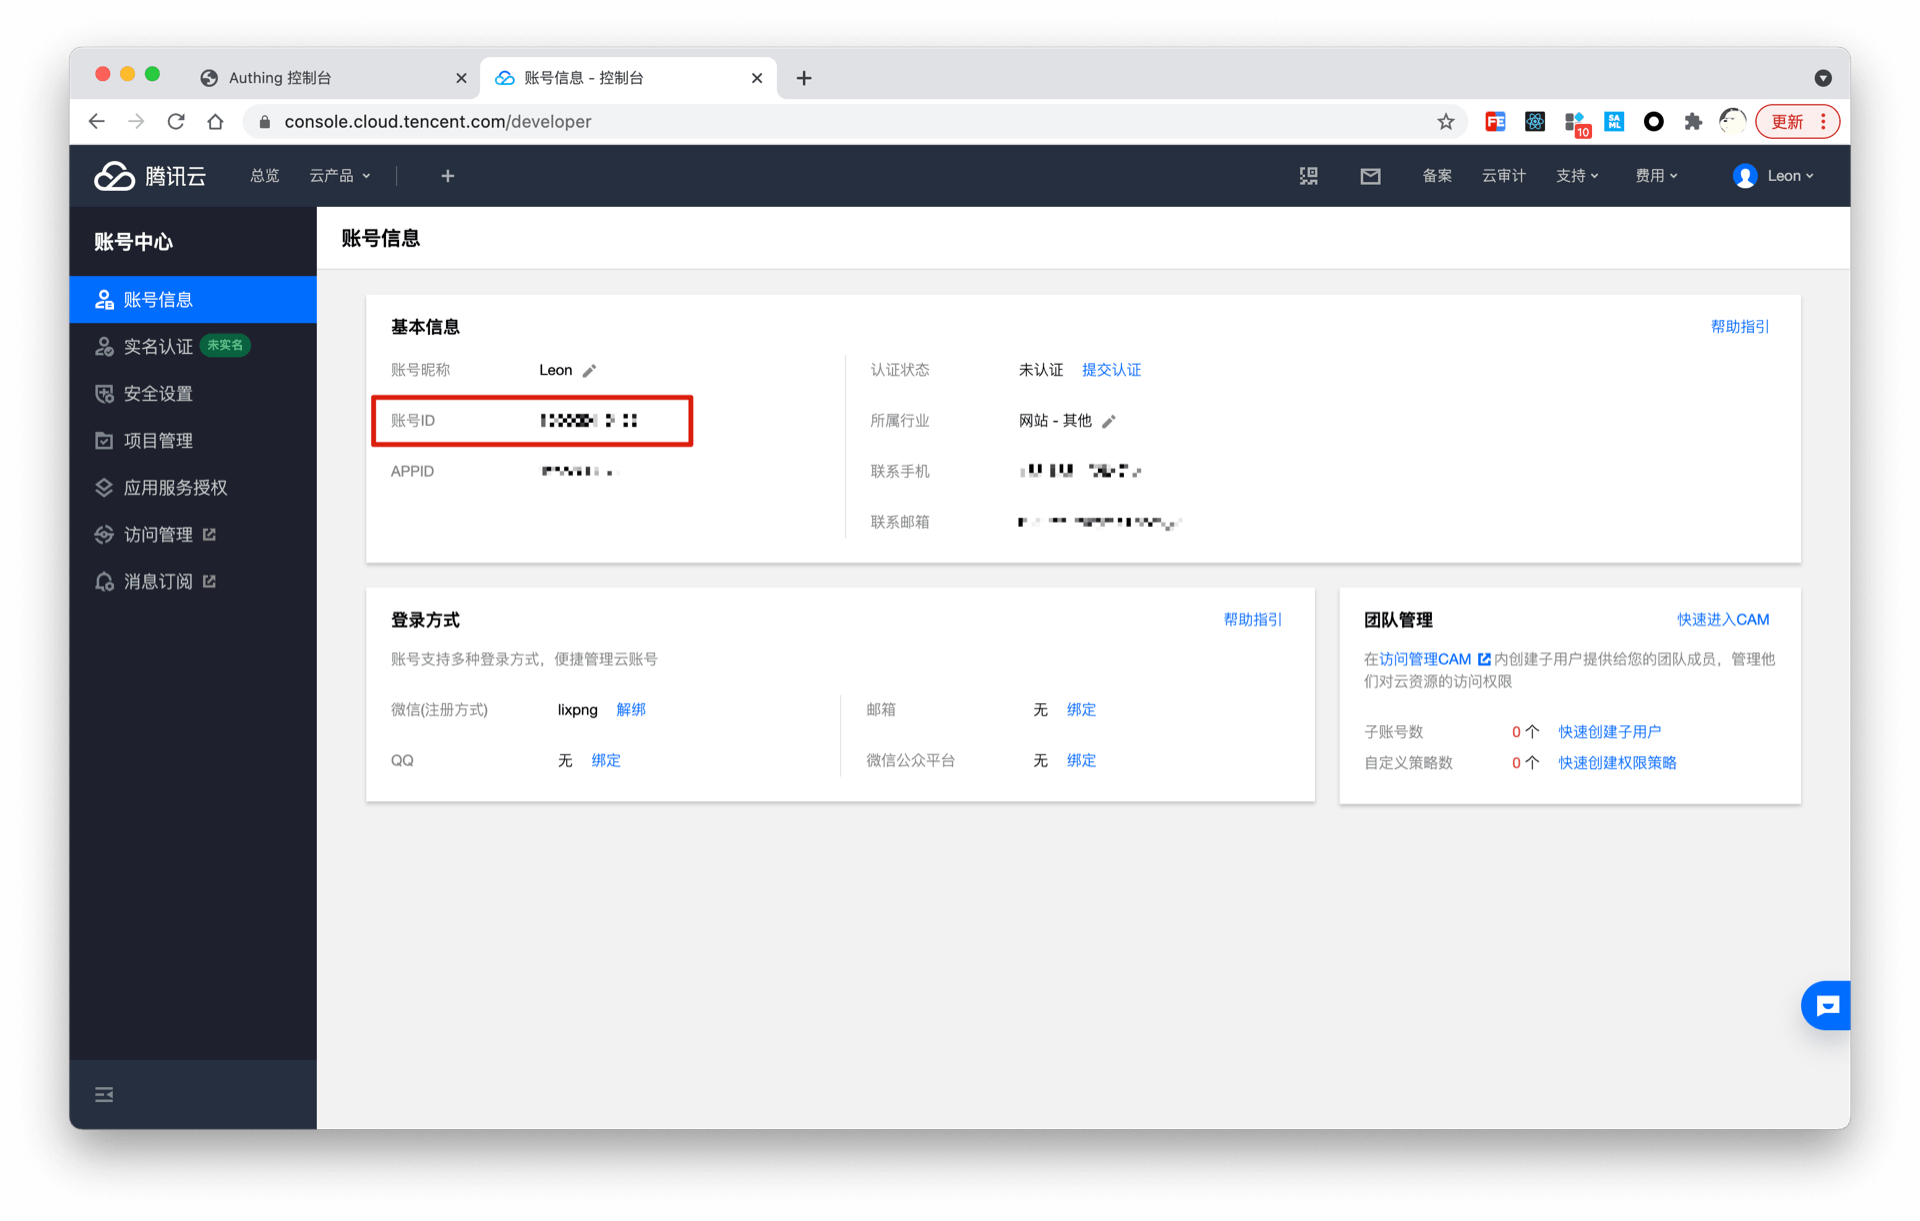 Authing 控制台
账号信息 - 控制台
console.cloud.tencent.com/developer
FE
10
SA
ML
更新
腾讯云
总览
云产品
备案
云审计
支持
费用
Leon
账号中心
账号信息
实名认证 未实名
安全设置
项目管理
应用服务授权
访问管理
消息订阅
账号信息
基本信息
帮助指引
账号昵称 Leon
账号ID
APPID
认证状态 未认证 提交认证
所属行业 网站 - 其他
联系手机
联系邮箱
登录方式
帮助指引
账号支持多种登录方式，便捷管理云账号
微信(注册方式) lixpng 解绑
邮箱 无 绑定
QQ 无 绑定
微信公众平台 无 绑定
团队管理
快速进入CAM
在访问管理CAM 内创建子用户提供给您的团队成员，管理他
们对云资源的访问权限
子账号数 0 个 快速创建子用户
自定义策略数 0 个 快速创建权限策略